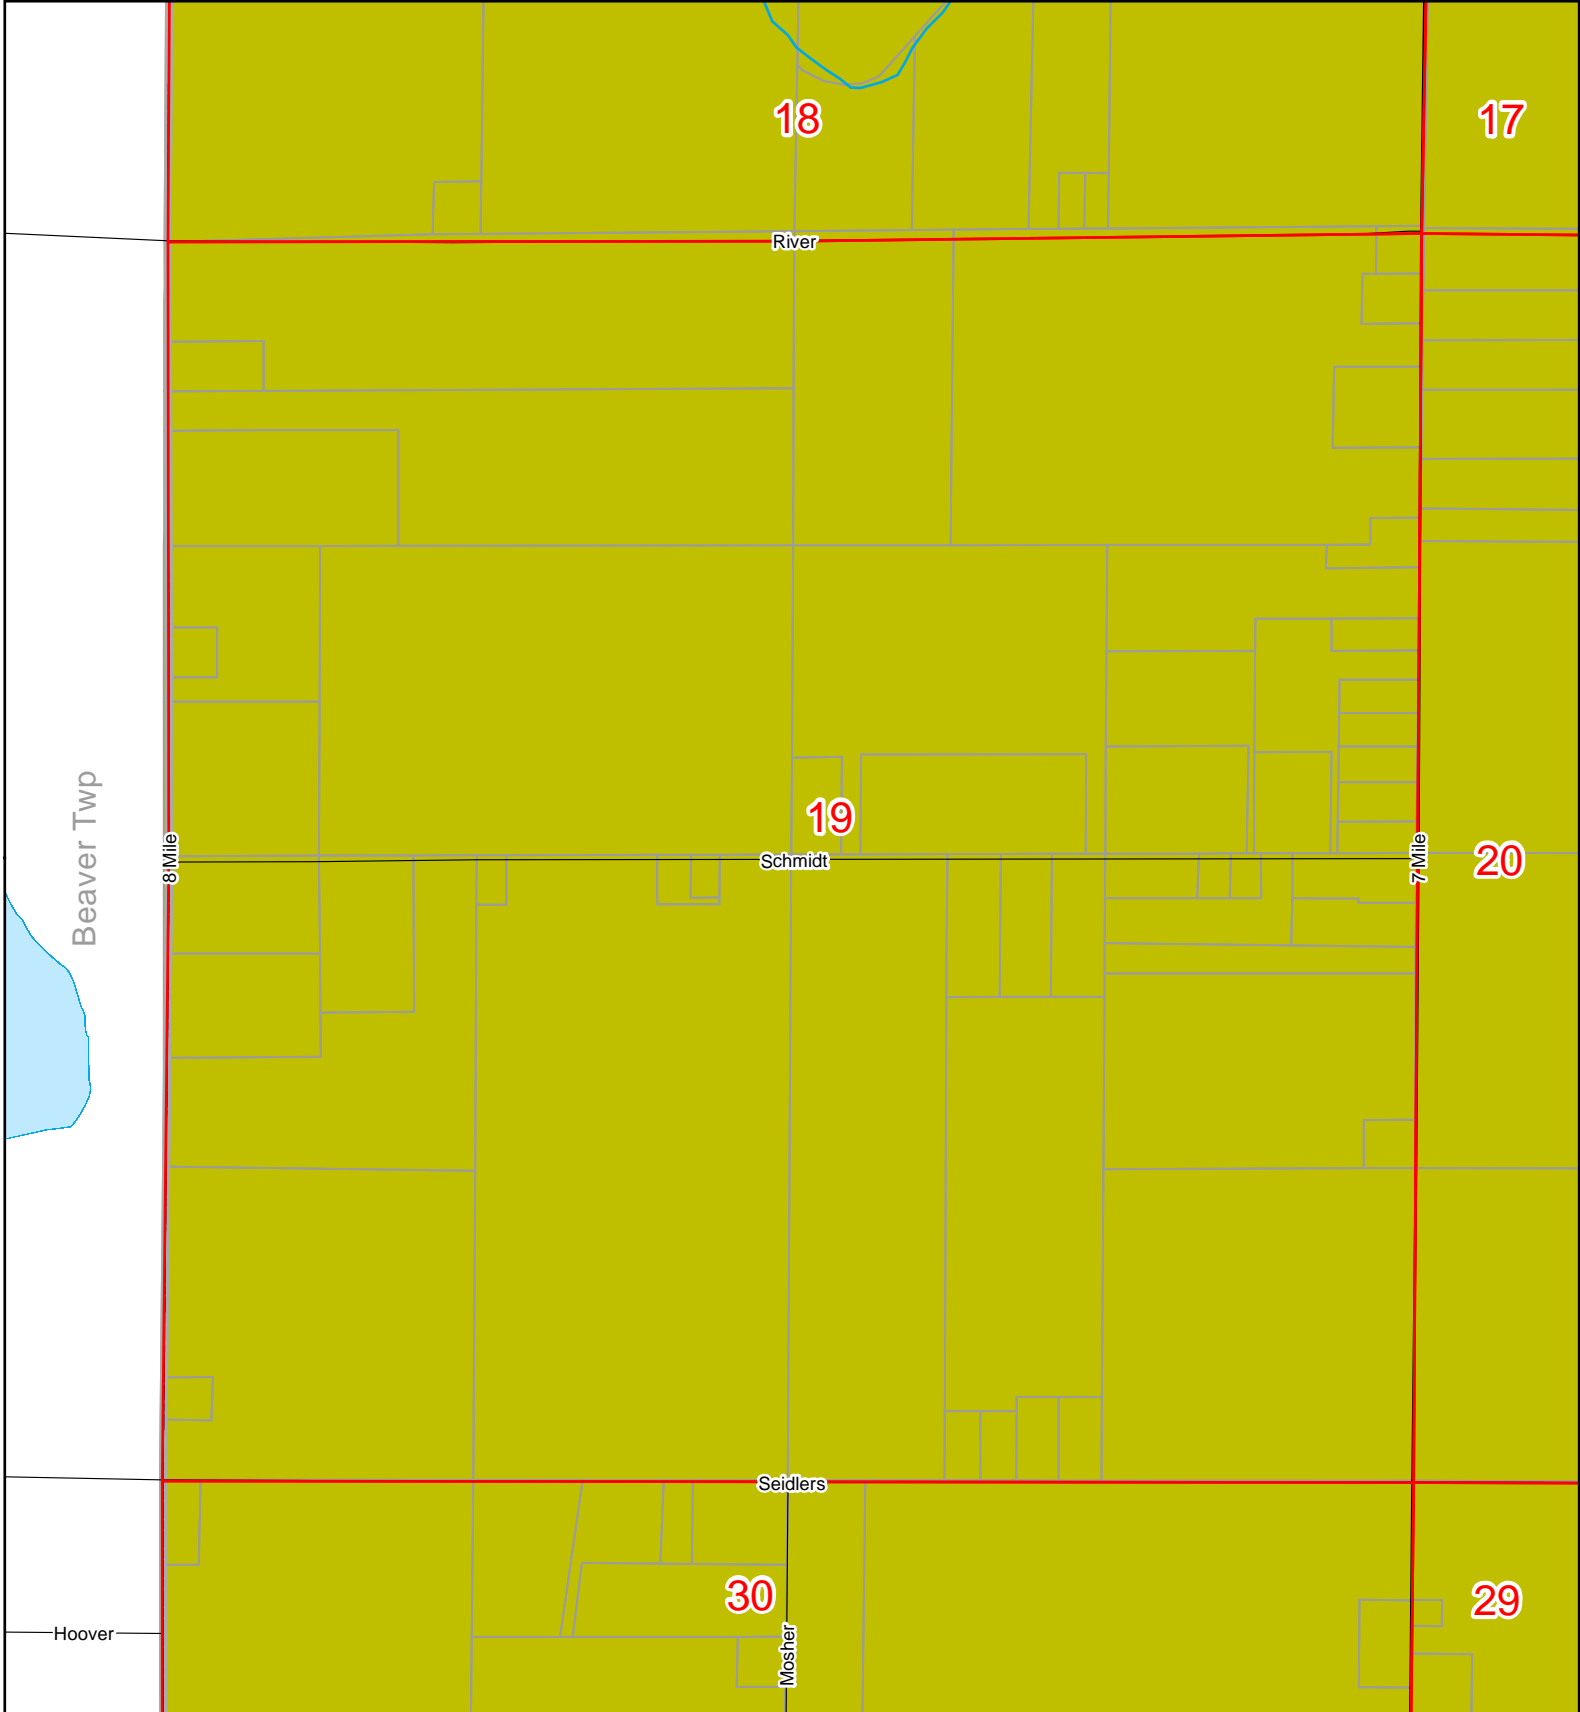 18
17
River
Beaver Twp
19
8 Mile
Schmidt
7 Mile
20
Seidlers
30
29
Hoover
Mosher